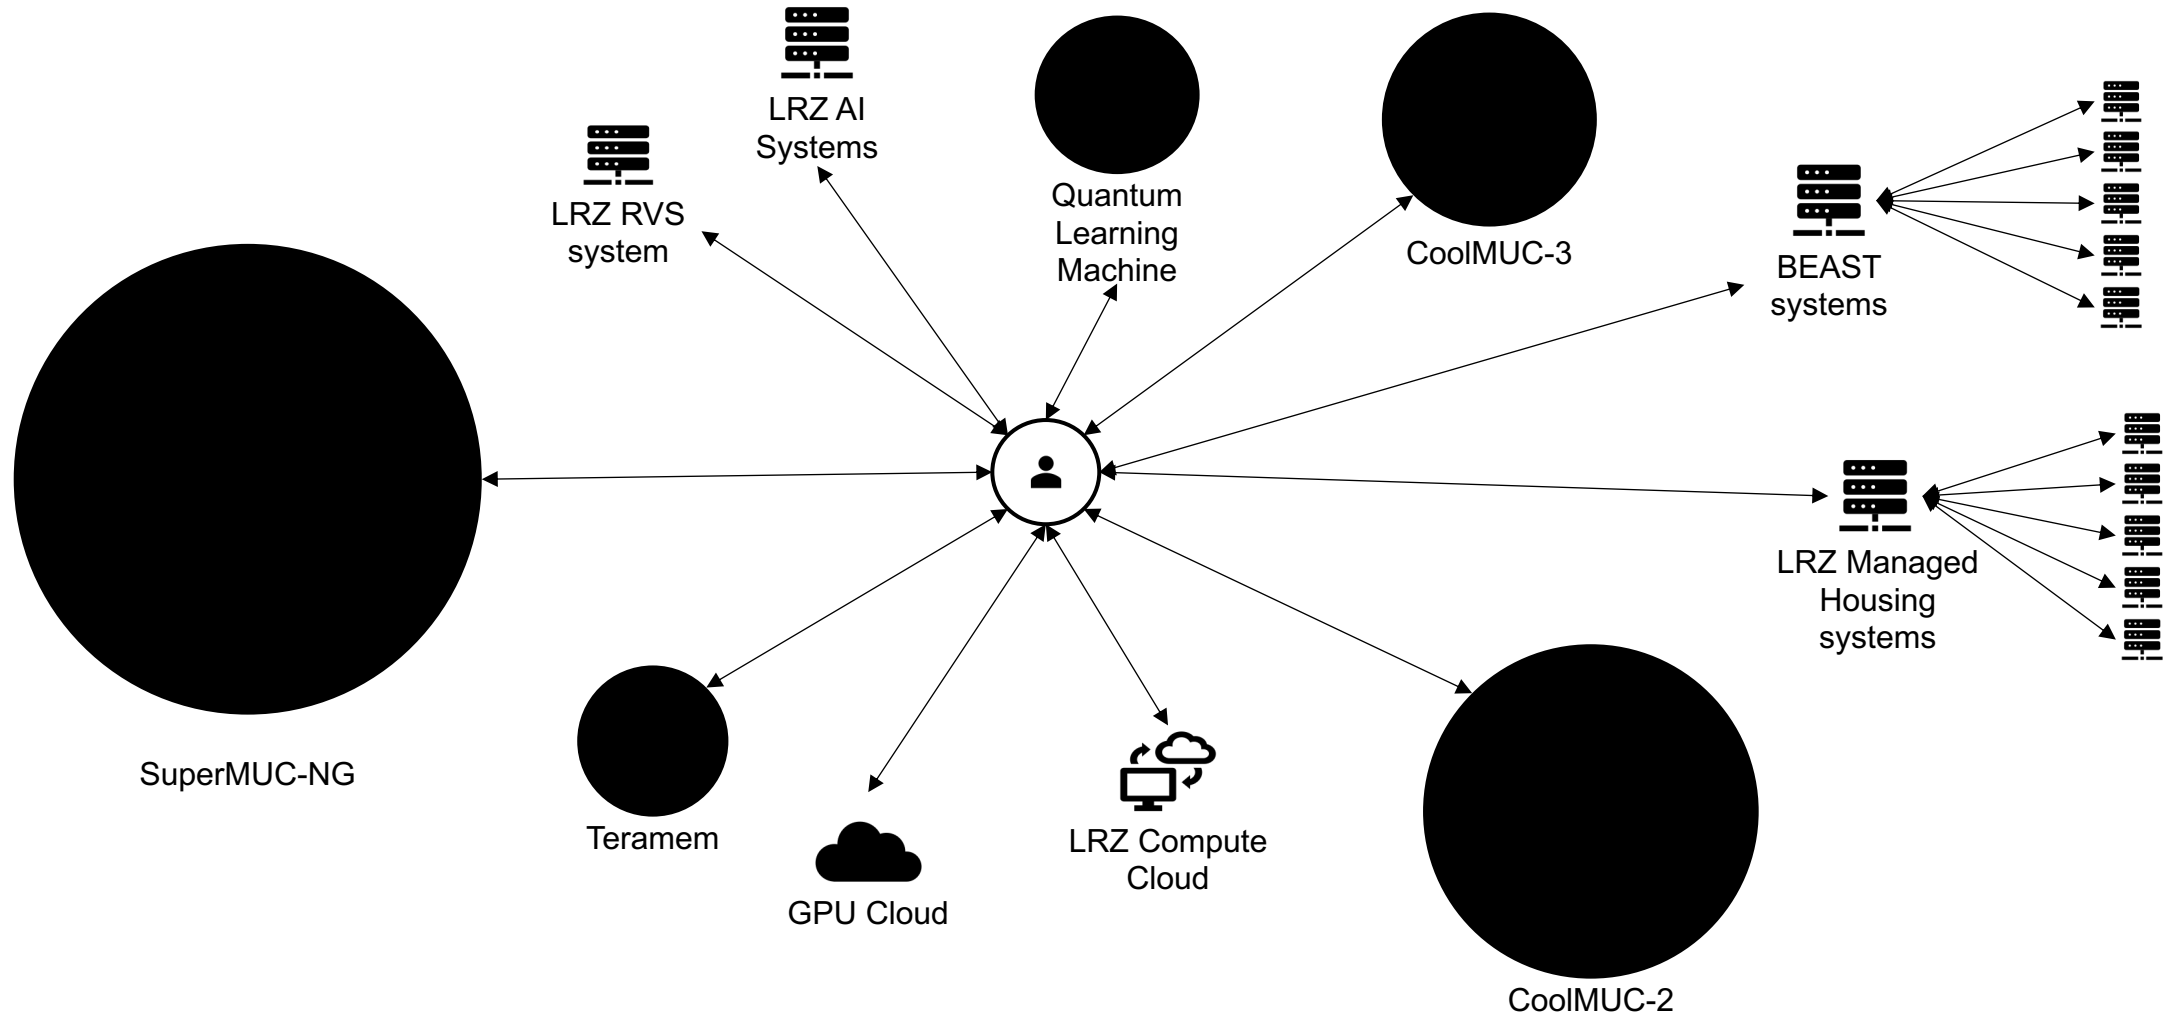 LRZ AI
Systems
LRZ RVS
system
Quantum
Learning
Machine
CoolMUC-3
BEAST
systems
LRZ Managed
Housing
systems
SuperMUC-NG
Teramem
GPU Cloud
LRZ Compute
Cloud
CoolMUC-2